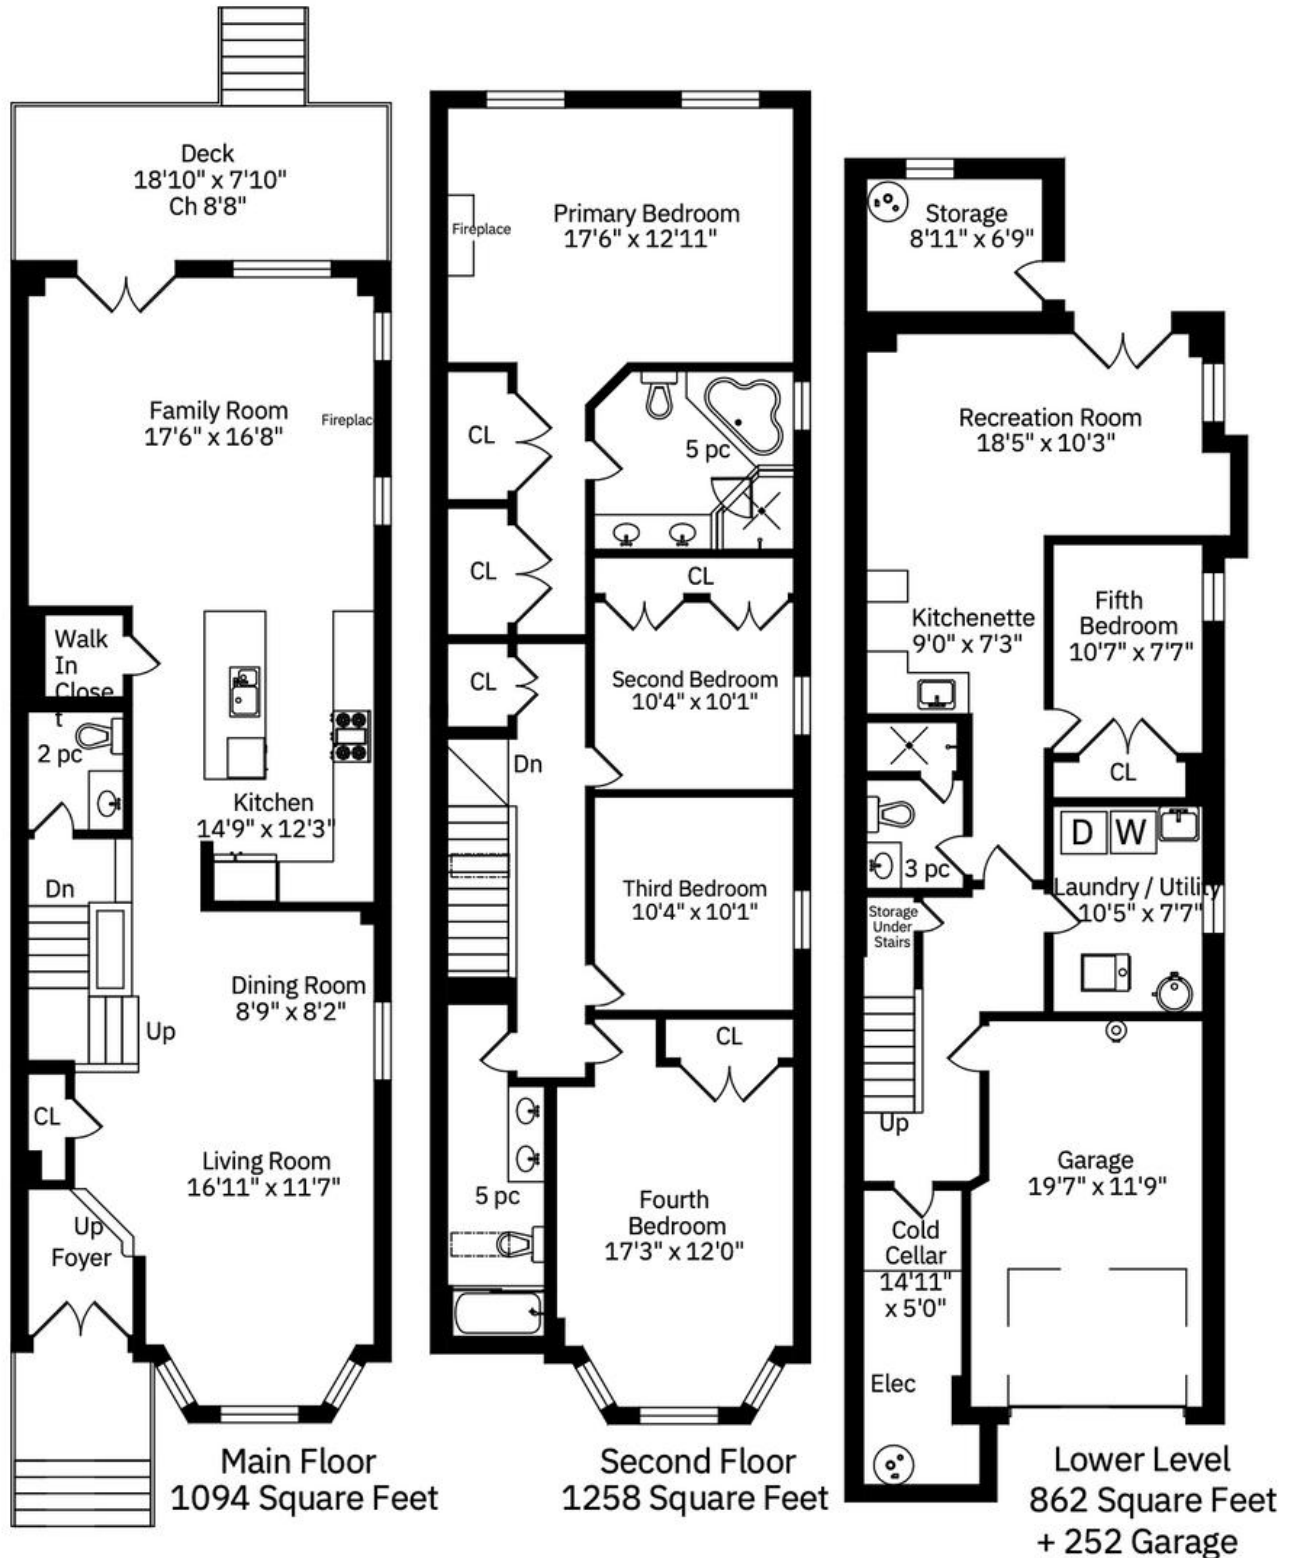 Deck
18'10" x 7'10"
Ch 8'8"
Family Room
17'6" x 16'8"
Fireplac
Walk
In
Close
t
2 pc
Kitchen
14'9" x 12'3"
Dn
Dining Room
8'9" x 8'2"
Up
CL
Living Room
16'11" x 11'7"
Up
Foyer
Main Floor
1094 Square Feet
Primary Bedroom
17'6" x 12'11"
Fireplace
CL
5 pc
CL
CL
CL
Second Bedroom
10'4" x 10'1"
Dn
Third Bedroom
10'4" x 10'1"
CL
5 pc
Fourth
Bedroom
17'3" x 12'0"
Second Floor
1258 Square Feet
Storage
8'11" x 6'9"
Recreation Room
18'5" x 10'3"
Kitchenette
9'0" x 7'3"
Fifth
Bedroom
10'7" x 7'7"
CL
D W
3 pc
Laundry / Utility
10'5" x 7'7"
Storage
Under
Stairs
Up
Garage
19'7" x 11'9"
Cold
Cellar
14'11"
x 5'0"
Elec
Lower Level
862 Square Feet
+ 252 Garage